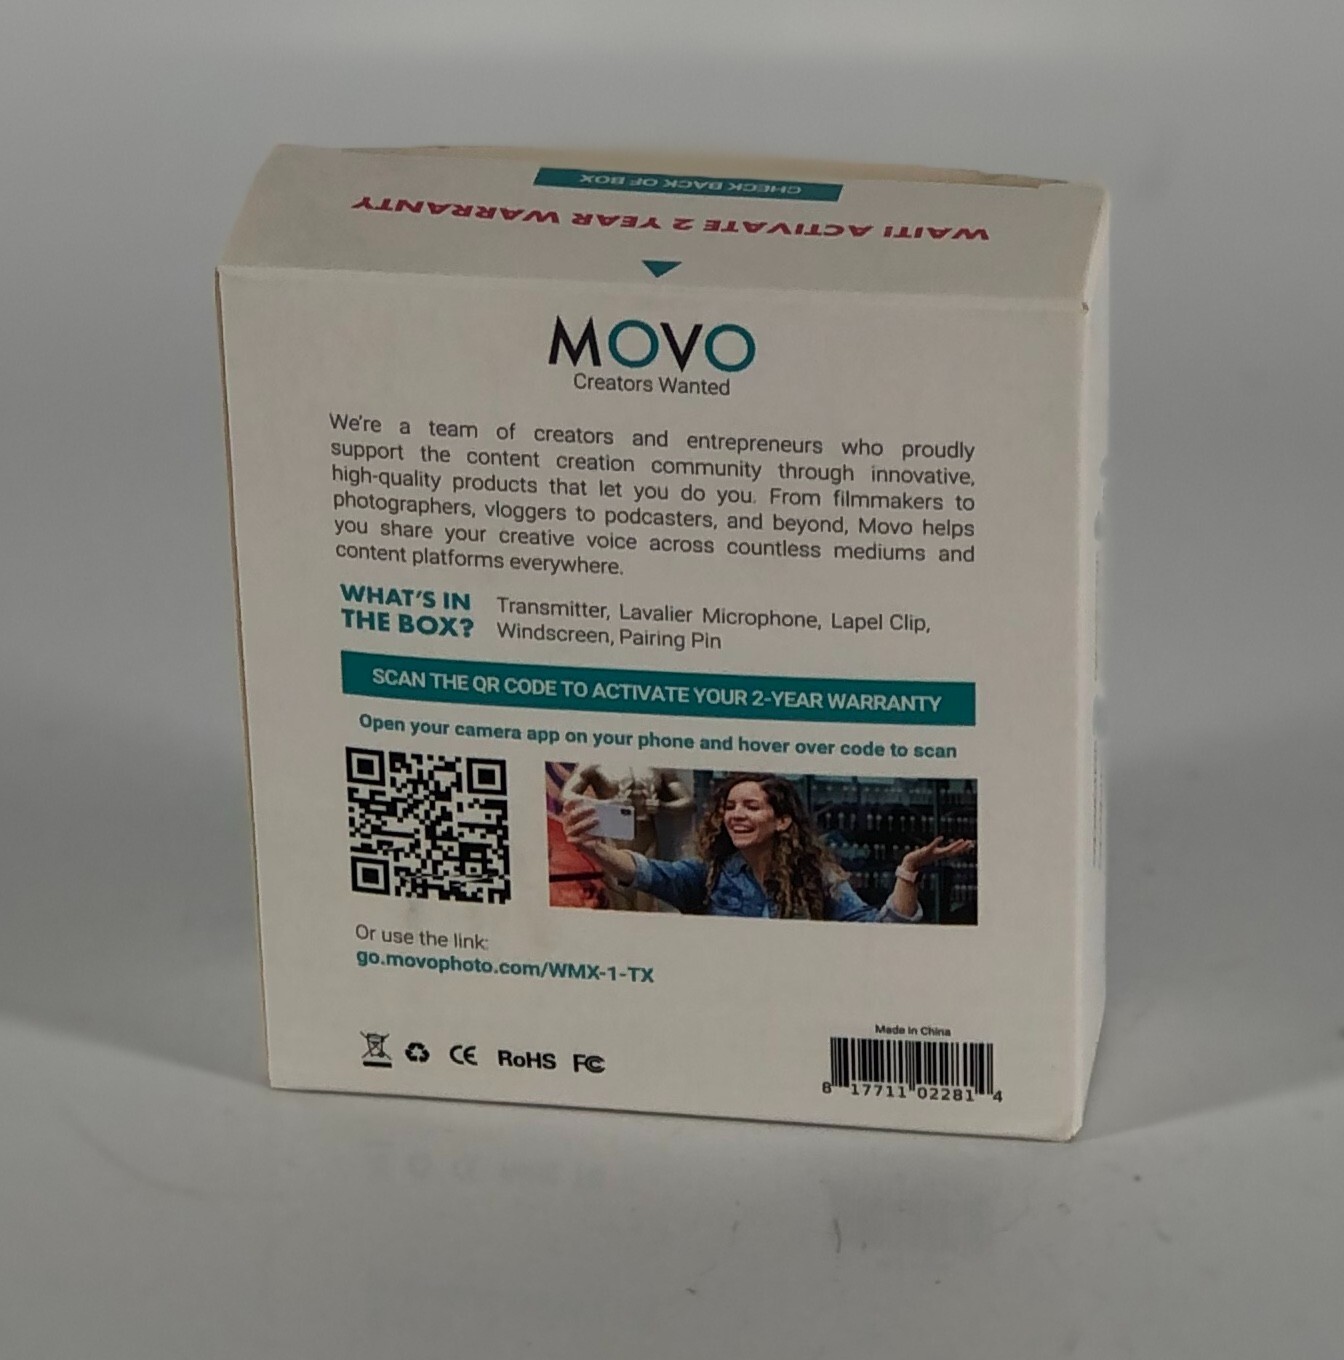 CHECK BACK OF BOX
WAIT! ACTIVATE 2 YEAR WARRANTY
MOVO
Creators Wanted
We're a team of creators and entrepreneurs who proudly
support the content creation community through innovative,
high-quality products that let you do you. From filmmakers to
photographers, vloggers to podcasters, and beyond, Movo helps
you share your creative voice across countless mediums and
content platforms everywhere.
WHAT'S IN
THE BOX?
Transmitter, Lavalier Microphone, Lapel Clip,
Windscreen, Pairing Pin
SCAN THE QR CODE TO ACTIVATE YOUR 2-YEAR WARRANTY
Open your camera app on your phone and hover over code to scan
Or use the link:
go.movophoto.com/WMX-1-TX
CE RoHS FC
Made in China
8 17711 02281 4